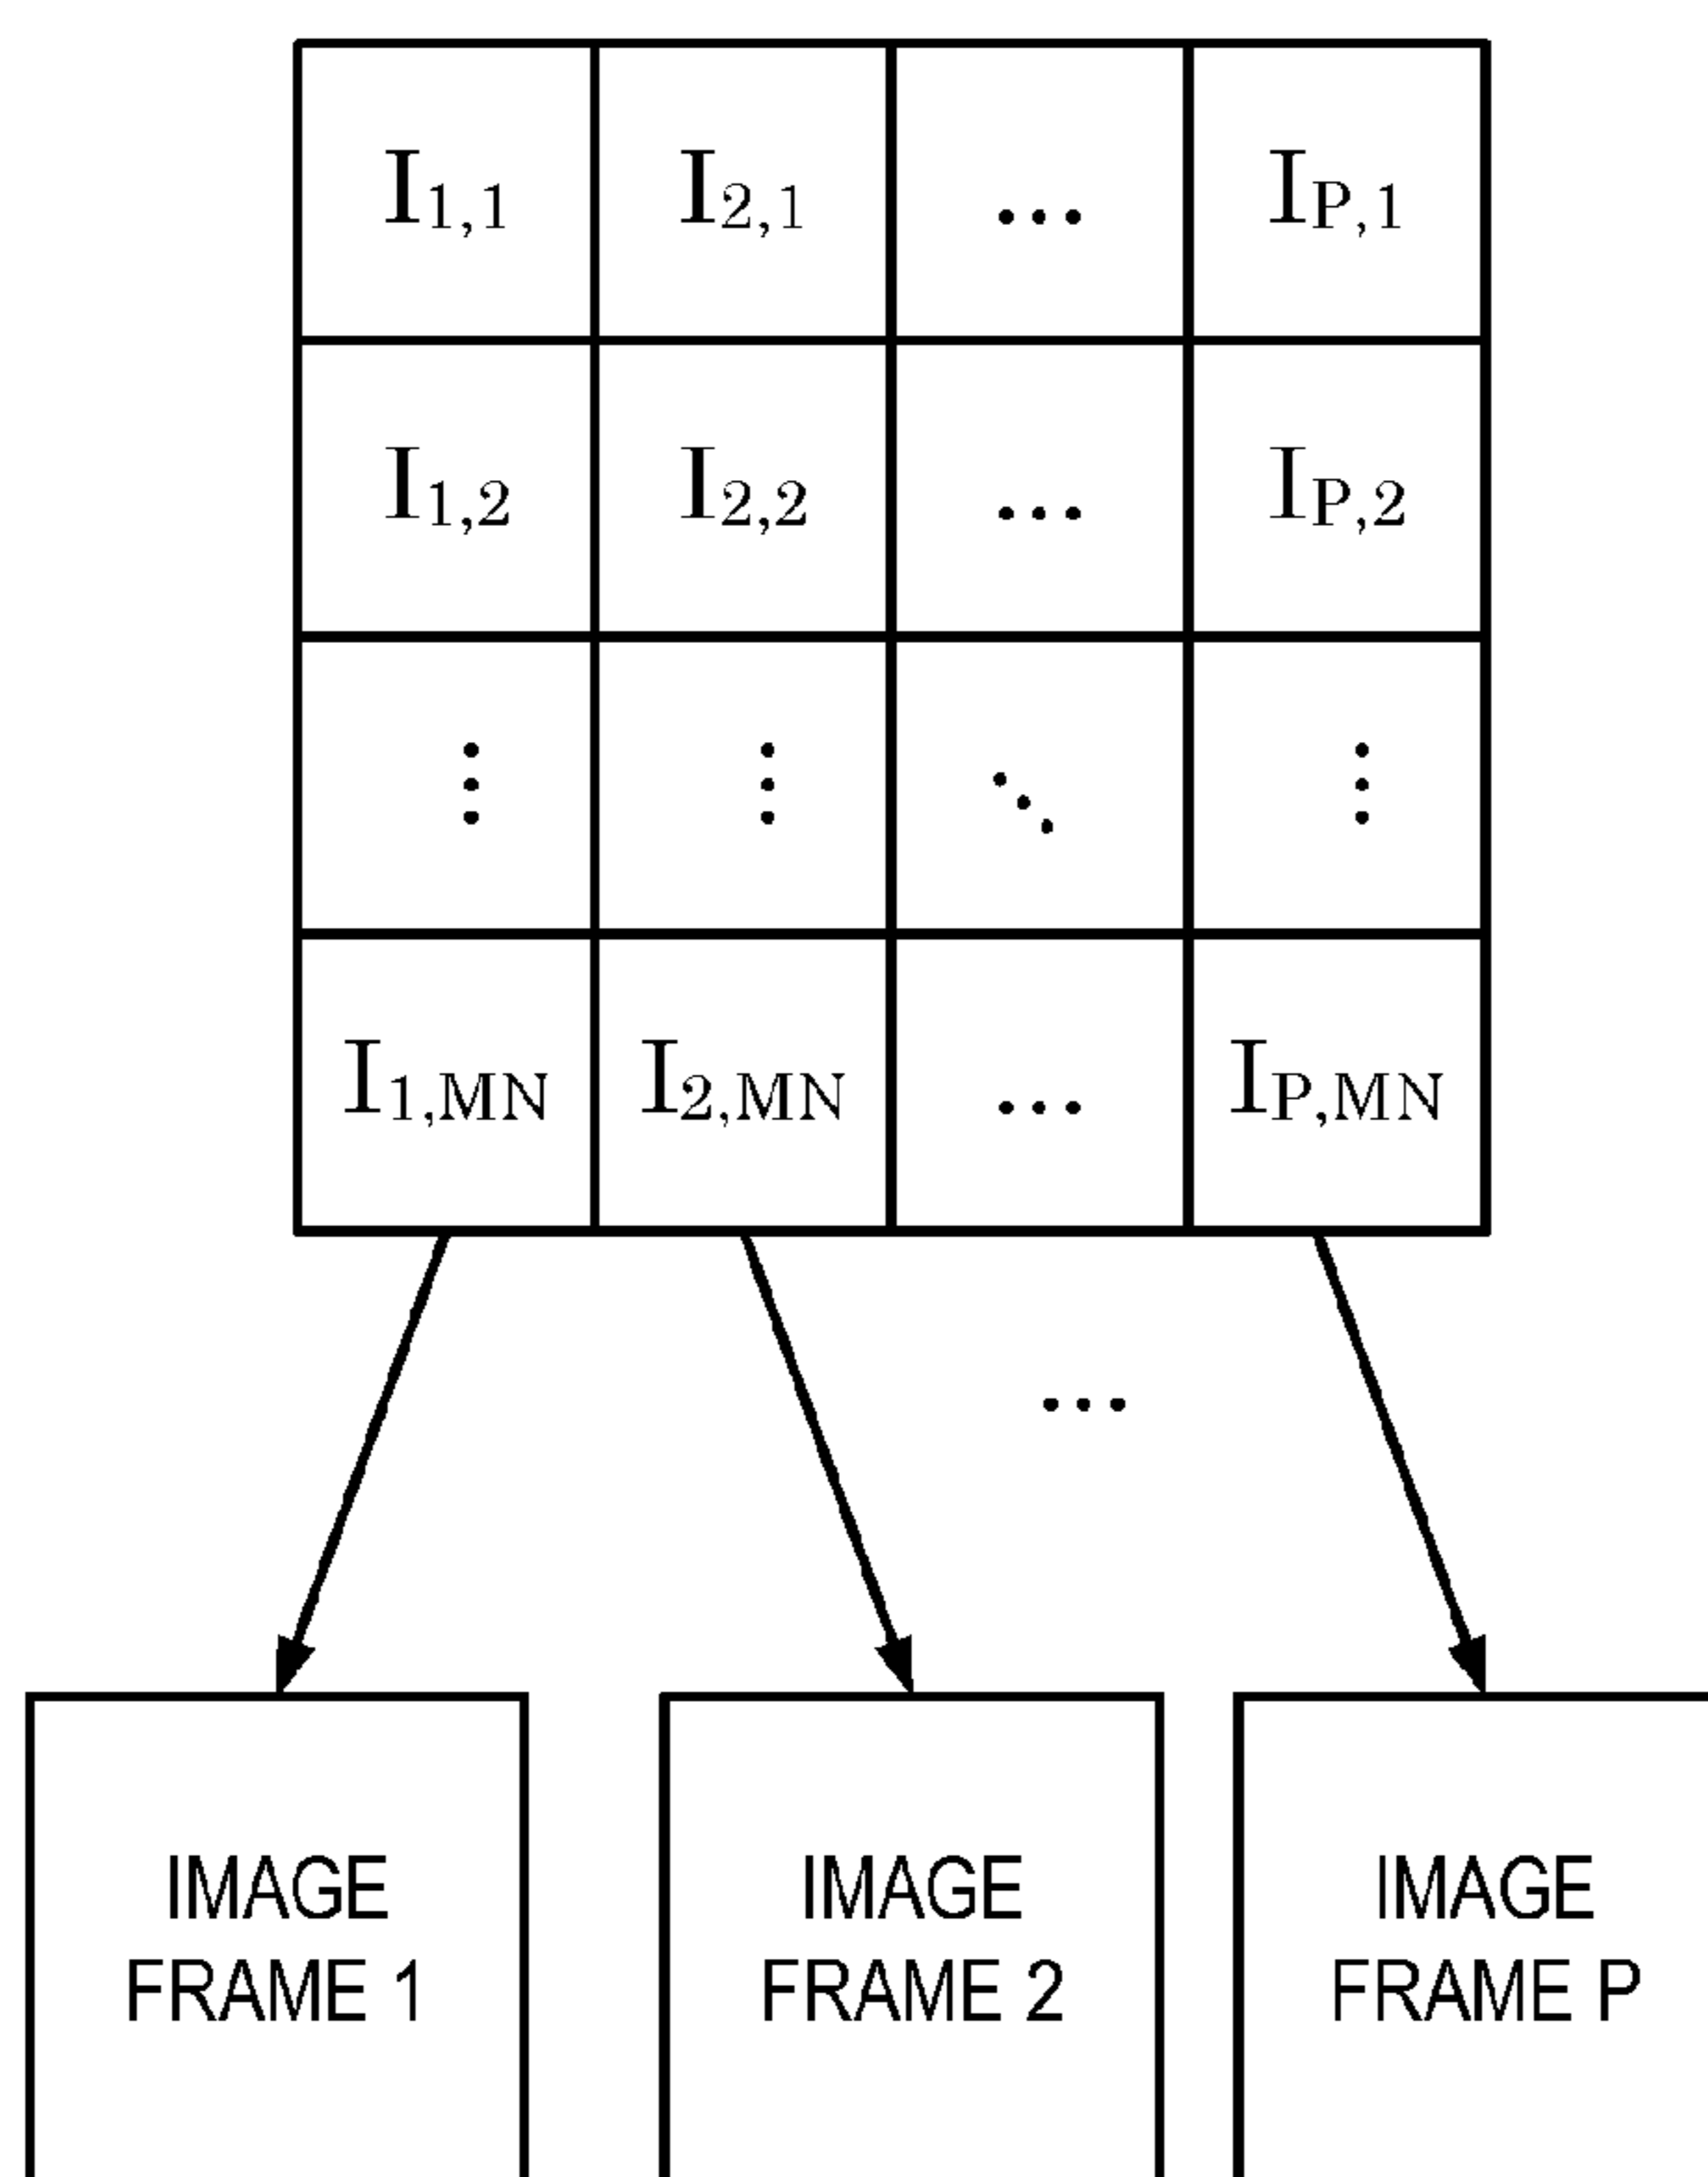 I1,1 I2,1 ... IP,1
I1,2 I2,2 ... IP,2
⋮ ⋮ ⋱ ⋮
I1,MN I2,MN ... IP,MN
...
IMAGE FRAME 1
IMAGE FRAME 2
IMAGE FRAME P